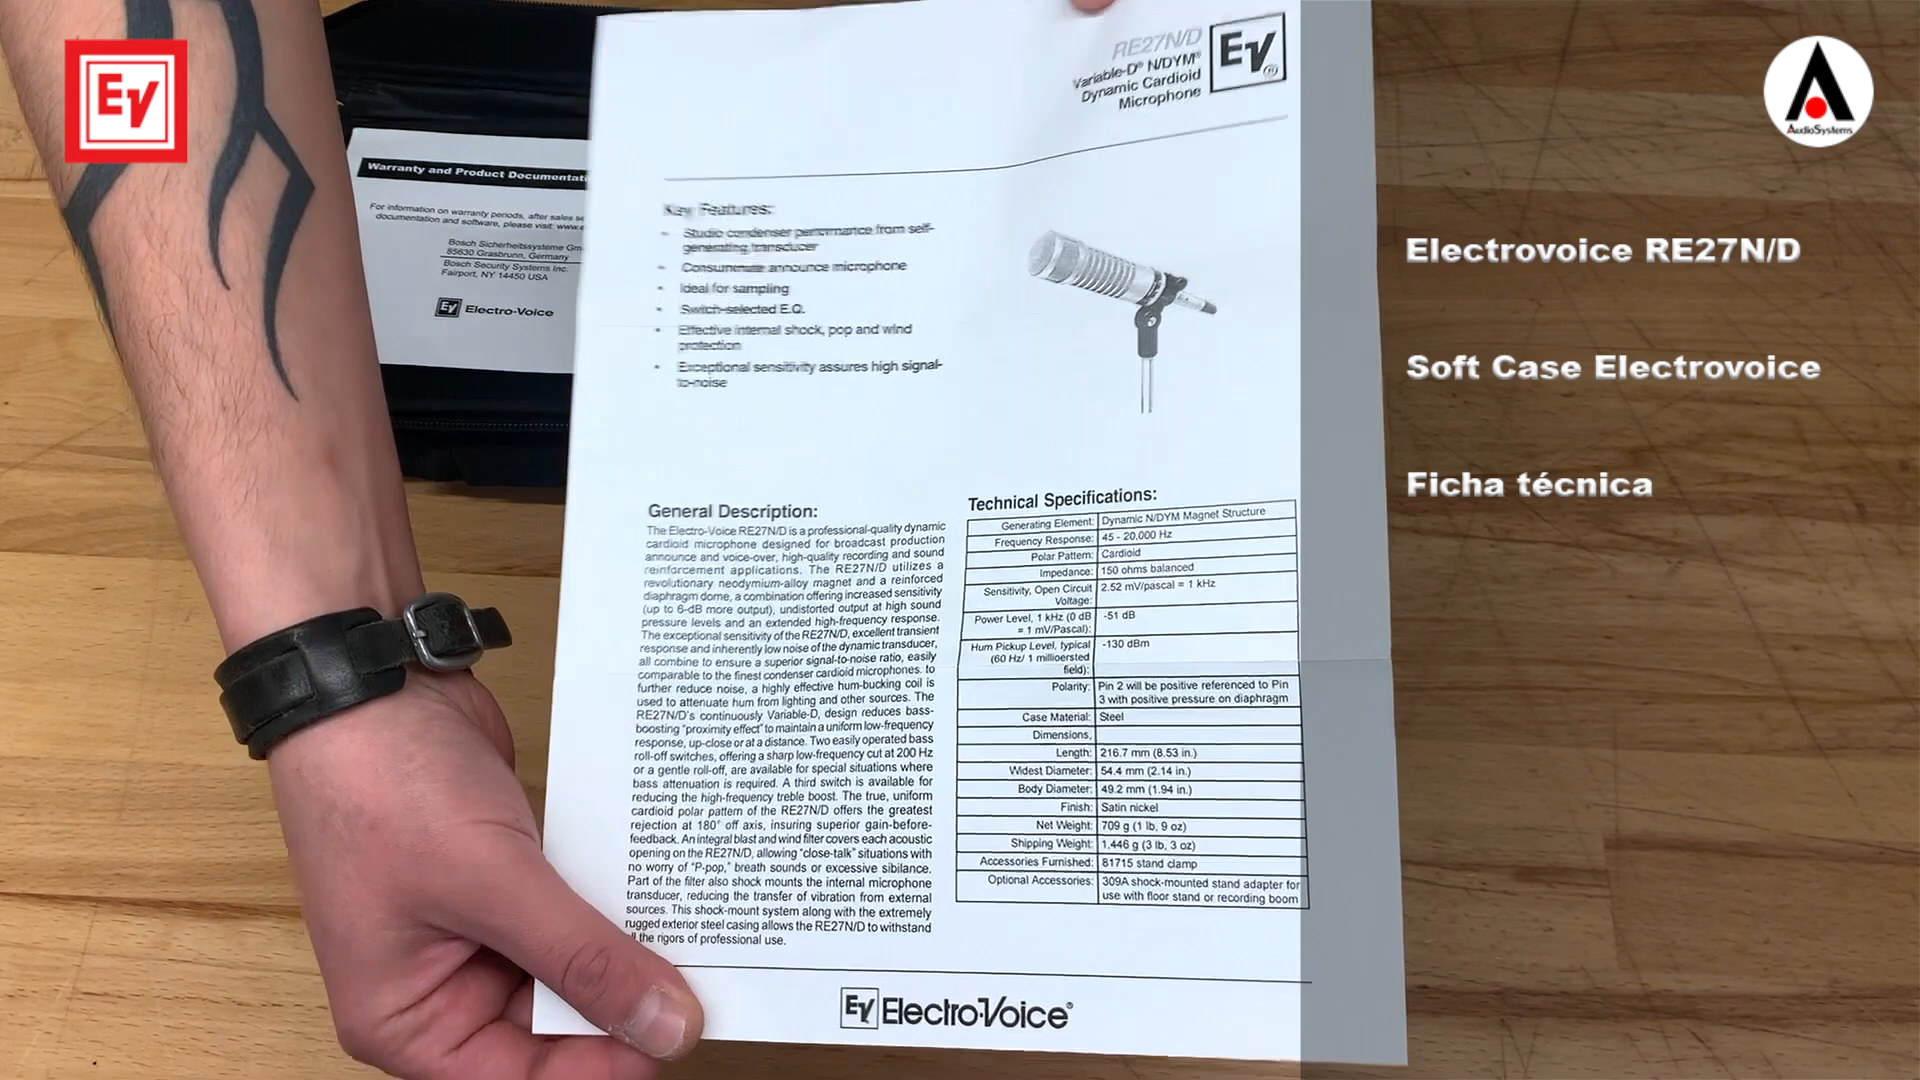 EV
AudioSystems
RE27N/D
Variable-D® N/DYM®
Dynamic Cardioid
Microphone
EV®
Warranty and Product Documentati
For information on warranty periods, after sales se
documentation and software, please visit: www.e
Bosch Sicherheitssysteme Gm
85630 Grasbrunn, Germany
Bosch Security Systems Inc.
Fairport, NY 14450 USA
EV Electro-Voice
Key Features:
- Studio condenser performance from self-
generating transducer
- Consummate announce microphone
- Ideal for sampling
- Switch-selected E.Q.
- Effective internal shock, pop and wind
protection
- Exceptional sensitivity assures high signal-
to-noise
General Description:
The Electro-Voice RE27N/D is a professional-quality dynamic
cardioid microphone designed for broadcast production
announce and voice-over, high-quality recording and sound
reinforcement applications. The RE27N/D utilizes a
revolutionary neodymium-alloy magnet and a reinforced
diaphragm dome, a combination offering increased sensitivity
(up to 6-dB more output), undistorted output at high sound
pressure levels and an extended high-frequency response.
The exceptional sensitivity of the RE27N/D, excellent transient
response and inherently low noise of the dynamic transducer,
all combine to ensure a superior signal-to-noise ratio, easily
comparable to the finest condenser cardioid microphones. to
further reduce noise, a highly effective hum-bucking coil is
used to attenuate hum from lighting and other sources. The
RE27N/D's continuously Variable-D, design reduces bass-
boosting "proximity effect" to maintain a uniform low-frequency
response, up-close or at a distance. Two easily operated bass
roll-off switches, offering a sharp low-frequency cut at 200 Hz
or a gentle roll-off, are available for special situations where
bass attenuation is required. A third switch is available for
reducing the high-frequency treble boost. The true, uniform
cardioid polar pattern of the RE27N/D offers the greatest
rejection at 180° off axis, insuring superior gain-before-
feedback. An integral blast and wind filter covers each acoustic
opening on the RE27N/D, allowing "close-talk" situations with
no worry of "P-pop," breath sounds or excessive sibilance.
Part of the filter also shock mounts the internal microphone
transducer, reducing the transfer of vibration from external
sources. This shock-mount system along with the extremely
rugged exterior steel casing allows the RE27N/D to withstand
all the rigors of professional use.
Technical Specifications:
Generating Element: Dynamic N/DYM Magnet Structure
Frequency Response: 45 - 20,000 Hz
Polar Pattern: Cardioid
Impedance: 150 ohms balanced
Sensitivity, Open Circuit 2.52 mV/pascal = 1 kHz
Voltage:
Power Level, 1 kHz (0 dB -51 dB
= 1 mV/Pascal):
Hum Pickup Level, typical -130 dBm
(60 Hz/ 1 millioersted
field):
Polarity: Pin 2 will be positive referenced to Pin
3 with positive pressure on diaphragm
Case Material: Steel
Dimensions,
Length: 216.7 mm (8.53 in.)
Widest Diameter: 54.4 mm (2.14 in.)
Body Diameter: 49.2 mm (1.94 in.)
Finish: Satin nickel
Net Weight: 709 g (1 lb, 9 oz)
Shipping Weight: 1.446 g (3 lb, 3 oz)
Accessories Furnished: 81715 stand clamp
Optional Accessories: 309A shock-mounted stand adapter for
use with floor stand or recording boom
EV Electro-Voice®
Electrovoice RE27N/D
Soft Case Electrovoice
Ficha técnica